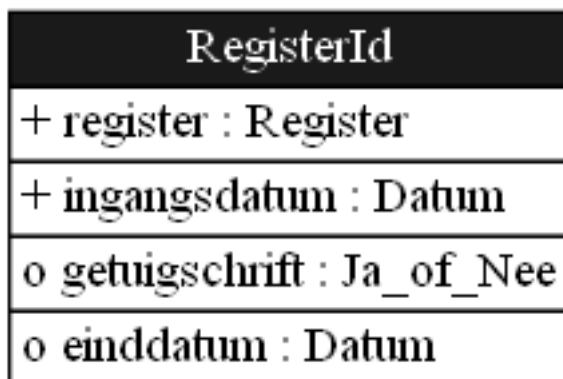 RegisterId
+ register : Register
+ ingangsdatum : Datum
o getuigschrift : Ja_of_Nee
o einddatum : Datum